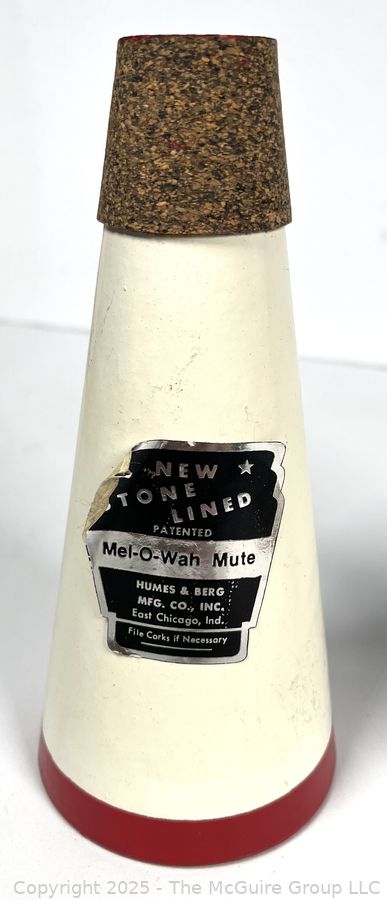 NEW
STONE
LINED
PATENTED
Mel-O-Wah Mute
HUMES & BERG
MFG. CO., INC.
East Chicago, Ind.
File Corks if Necessary
Copyright 2025 - The McGuire Group LLC